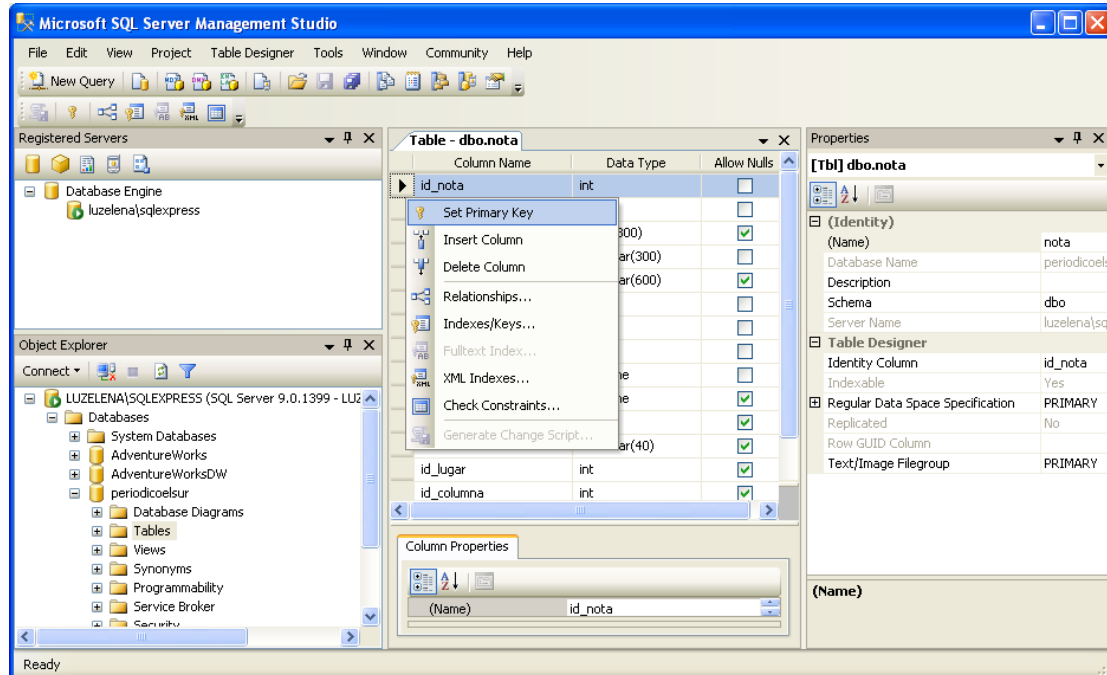 Microsoft SQL Server Management Studio
File Edit View Project Table Designer Tools Window Community Help
New Query
Registered Servers
Database Engine
luzelena\sqlexpress
Object Explorer
Connect
LUZELENA\SQLEXPRESS (SQL Server 9.0.1399 - LUZ
Databases
System Databases
AdventureWorks
AdventureWorksDW
periodicoelsur
Database Diagrams
Tables
Views
Synonyms
Programmability
Service Broker
Security
Table - dbo.nota
Column Name Data Type Allow Nulls
id_nota int
Set Primary Key
Insert Column
Delete Column
Relationships...
Indexes/Keys...
Fulltext Index...
XML Indexes...
Check Constraints...
Generate Change Script...
ar(300)
ar(600)
ar(40)
id_lugar int
id_columna int
Column Properties
(Name) id_nota
Properties
[Tbl] dbo.nota
(Identity)
(Name) nota
Database Name periodicoels
Description
Schema dbo
Server Name luzelena\sq
Table Designer
Identity Column id_nota
Indexable Yes
Regular Data Space Specification PRIMARY
Replicated No
Row GUID Column
Text/Image Filegroup PRIMARY
(Name)
Ready